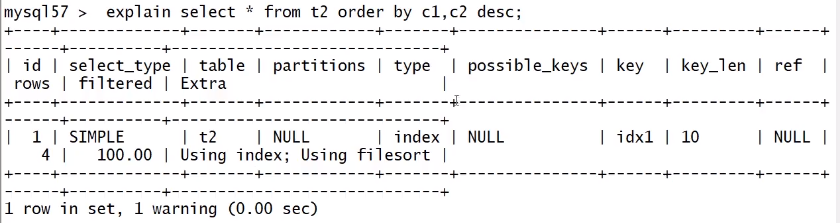 mysql57 >  explain select * from t2 order by c1,c2 desc;
+----+-------------+-------+------------+-------+---------------+------+---------+------+
------+----------+-----------------------------+
| id | select_type | table | partitions | type  | possible_keys | key  | key_len | ref  |
 rows | filtered | Extra                       |
+----+-------------+-------+------------+-------+---------------+------+---------+------+
------+----------+-----------------------------+
|  1 | SIMPLE      | t2    | NULL       | index | NULL          | idx1 | 10      | NULL |
    4 |   100.00 | Using index; Using filesort |
+----+-------------+-------+------------+-------+---------------+------+---------+------+
------+----------+-----------------------------+
1 row in set, 1 warning (0.00 sec)